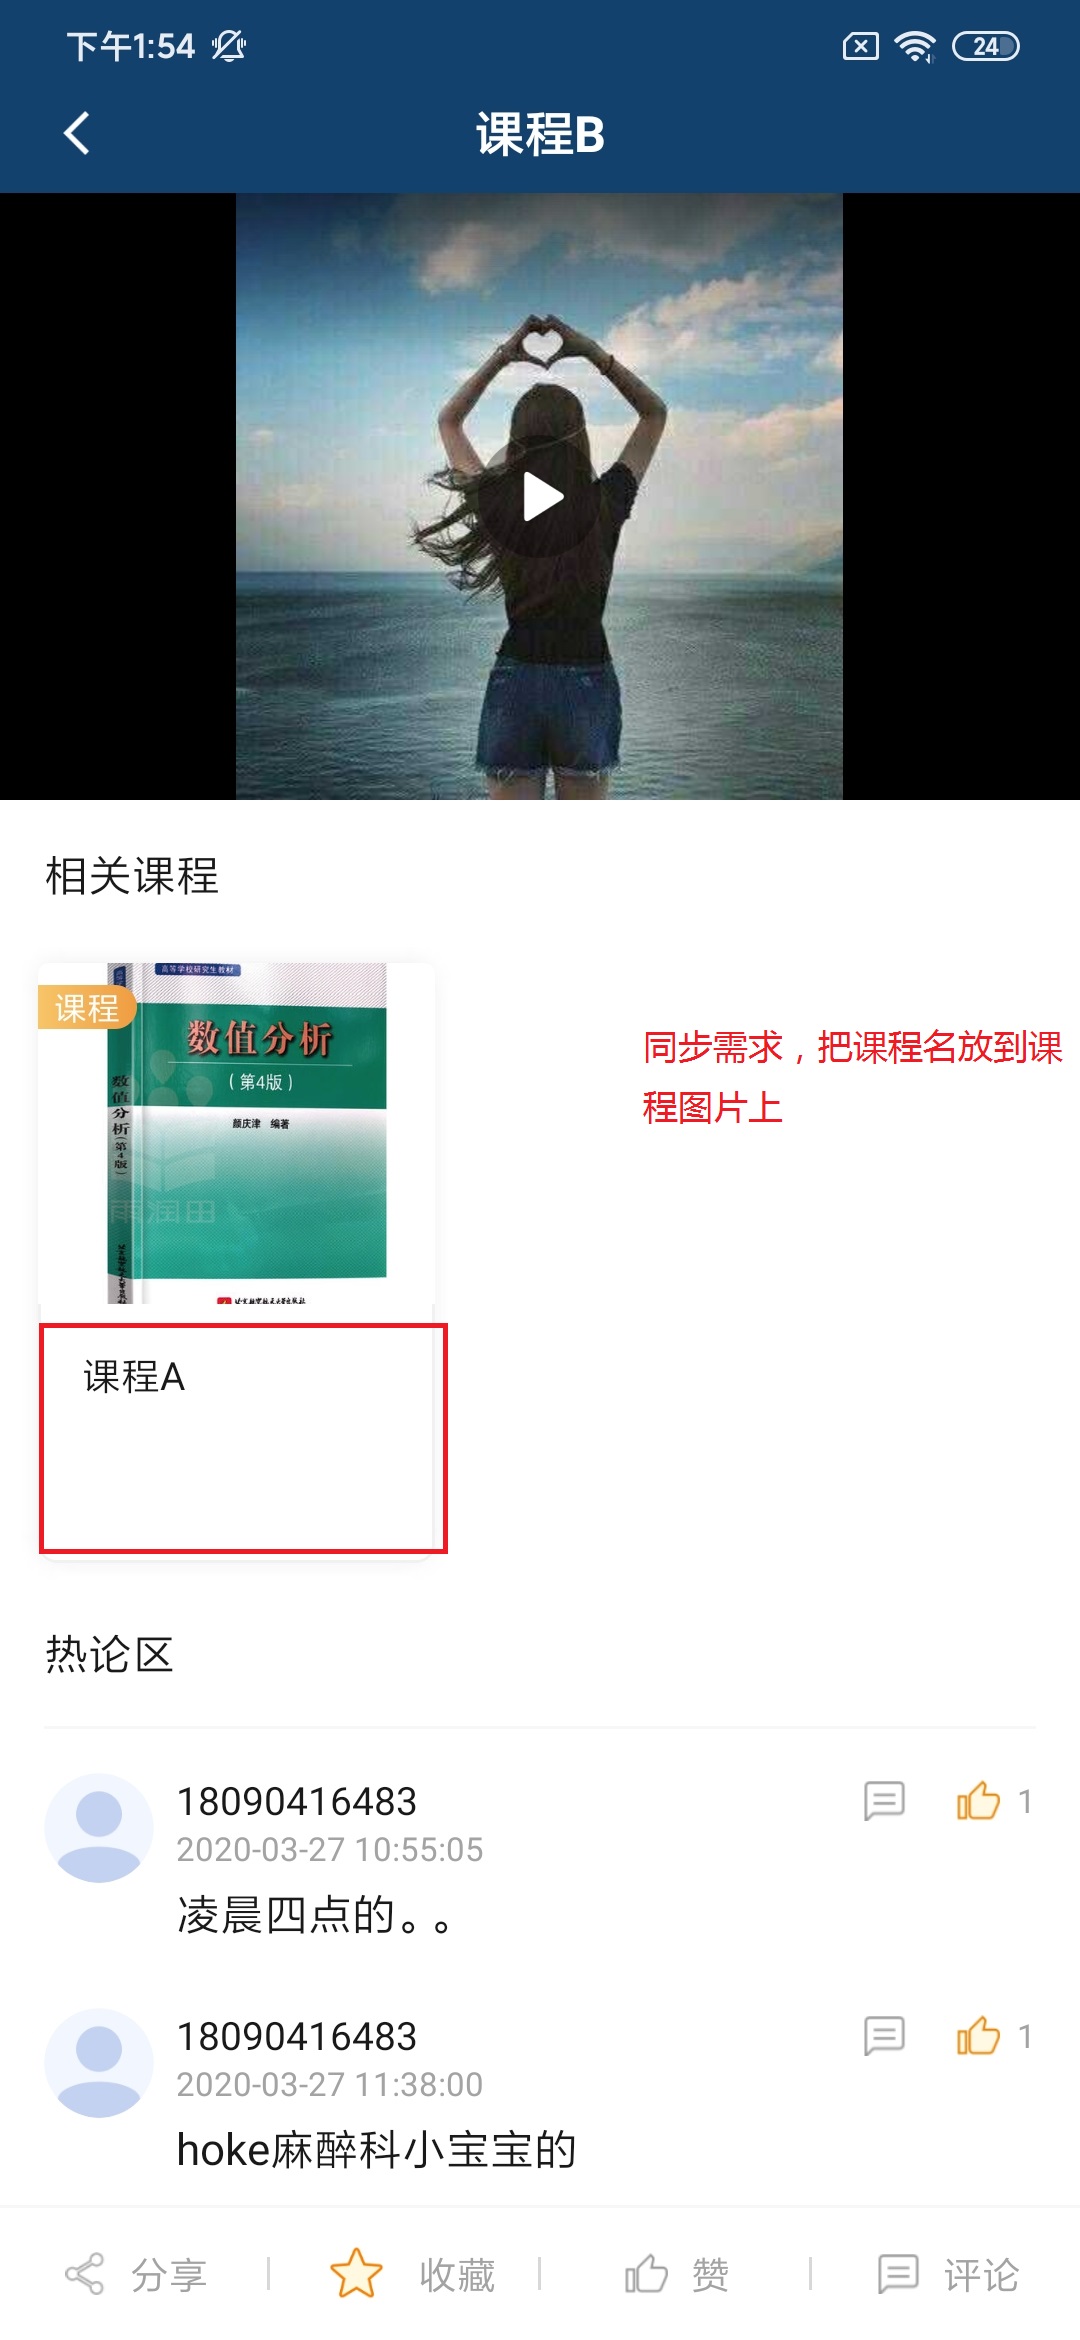 下午1:54
24
课程B
相关课程
高等学校研究生教材
课程
数值分析
（第4版）
数值分析（第4版）
颜庆津 编著
雨润田
同步需求，把课程名放到课
程图片上
课程A
热论区
18090416483
1
2020-03-27 10:55:05
凌晨四点的。。
18090416483
1
2020-03-27 11:38:00
hoke麻醉科小宝宝的
分享
收藏
赞
评论